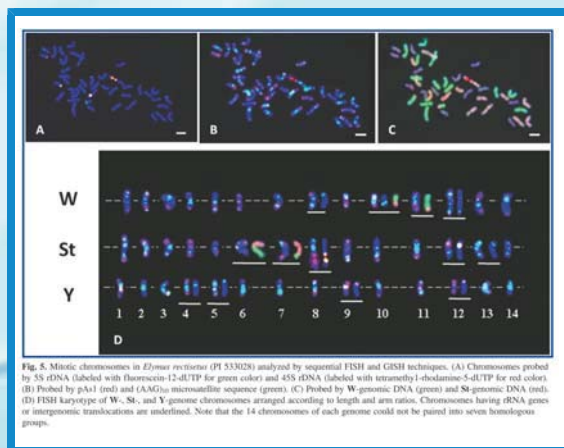 A
B
C
W
St
Y
1 2 3 4 5 6 7 8 9 10 11 12 13 14
D
Fig. 5. Mitotic chromosomes in Elymus rectisetus (PI 533028) analyzed by sequential FISH and GISH techniques. (A) Chromosomes probed
by 5S rDNA (labeled with fluorescein-12-dUTP for green color) and 45S rDNA (labeled with tetramethyl-rhodamine-5-dUTP for red color).
(B) Probed by pAs1 (red) and (AAG)₁₀ microsatellite sequence (green). (C) Probed by W-genomic DNA (green) and St-genomic DNA (red).
(D) FISH karyotype of W-, St-, and Y-genome chromosomes arranged according to length and arm ratios. Chromosomes having rRNA genes
or intergenomic translocations are underlined. Note that the 14 chromosomes of each genome could not be paired into seven homologous
groups.